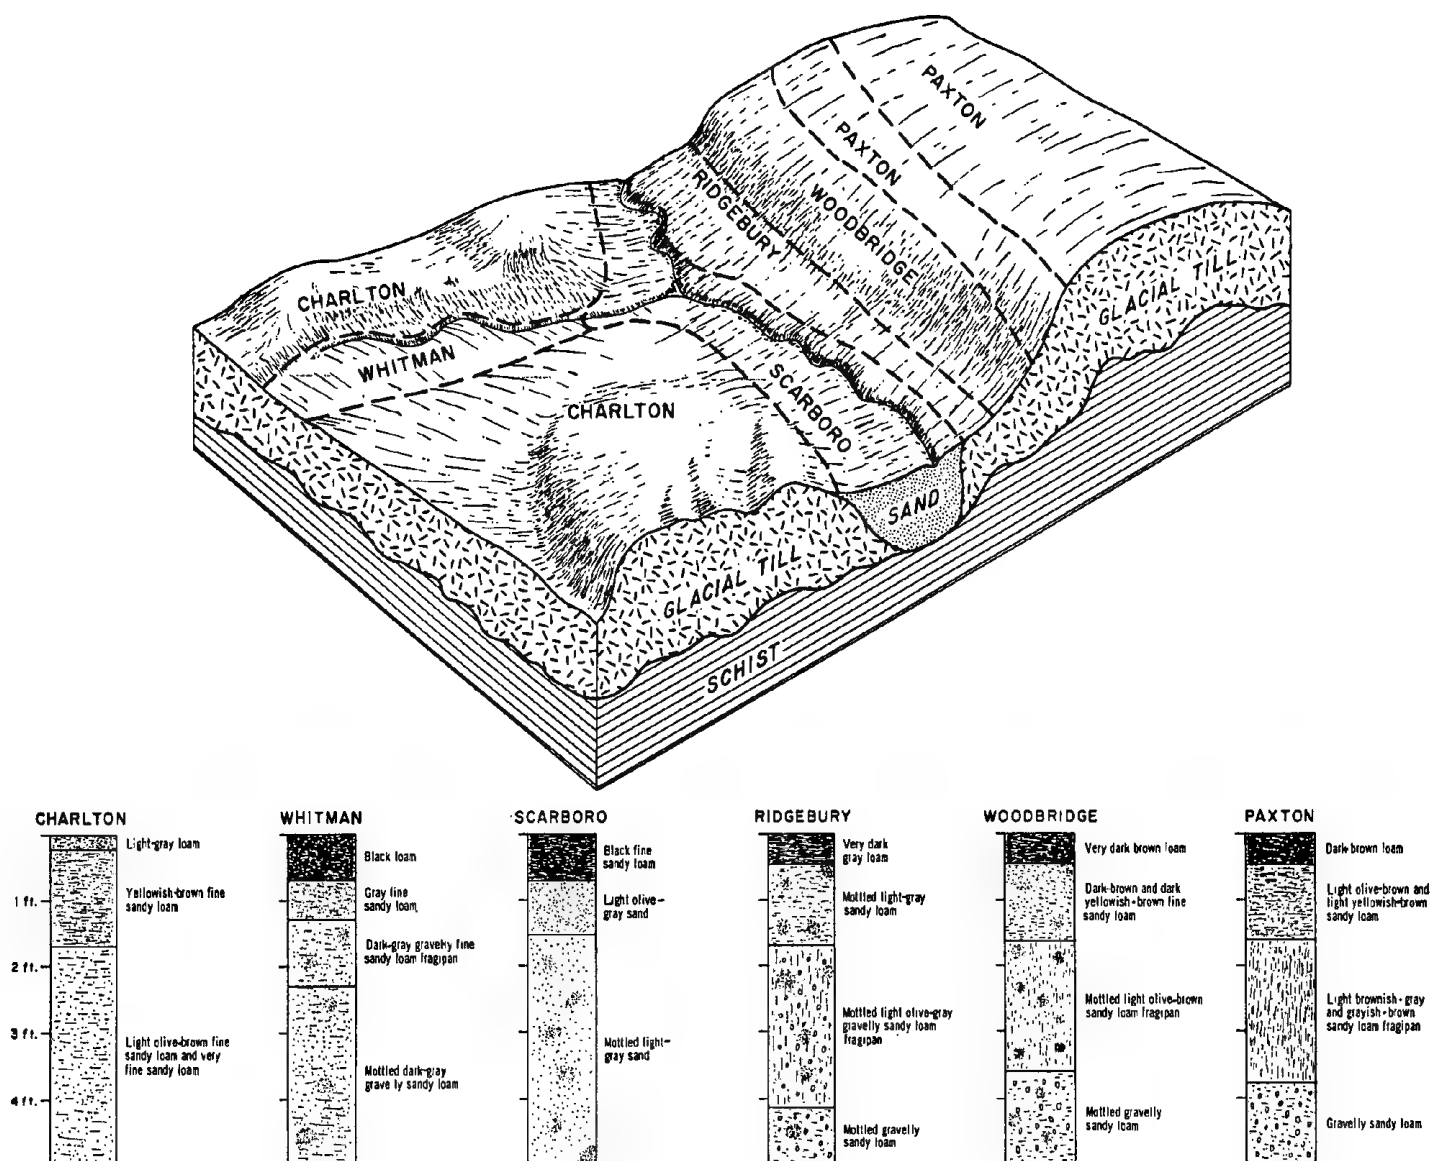 PAXTON
PAXTON
WOODBRIDGE
RIDGEBURY
GLACIAL TILL
CHARLTON
WHITMAN
CHARLTON
SCARBORO
SAND
GLACIAL TILL
SCHIST
CHARLTON
Light-gray loam
Yellowish-brown fine
sandy loam
Light olive-brown fine
sandy loam and very
fine sandy loam
1 ft.
2 ft.
3 ft.
4 ft.
WHITMAN
Black loam
Gray fine
sandy loam
Dark-gray gravelly fine
sandy loam fragipan
Mottled dark-gray
grave ly sandy loam
SCARBORO
Black fine
sandy loam
Light olive-
gray sand
Mottled light-
gray sand
RIDGEBURY
Very dark
gray loam
Mottled light-gray
sandy loam
Mottled light olive-gray
gravelly sandy loam
fragipan
Mottled gravelly
sandy loam
WOODBRIDGE
Very dark brown loam
Dark-brown and dark
yellowish-brown fine
sandy loam
Mottled light olive-brown
sandy loam fragipan
Mottled gravelly
sandy loam
PAXTON
Dark-brown loam
Light olive-brown and
light yellowish-brown
sandy loam
Light brownish-gray
and grayish-brown
sandy loam fragipan
Gravelly sandy loam